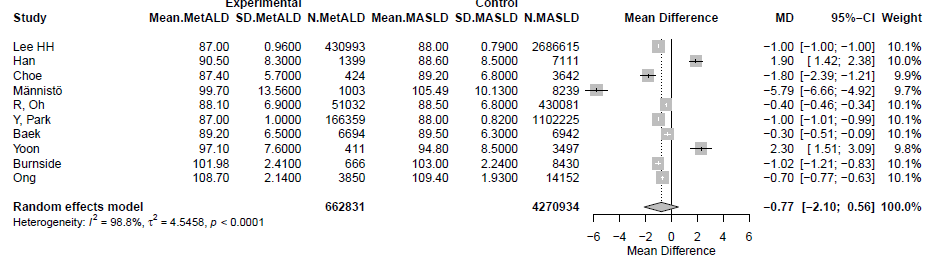 Experimental Control
Study Mean.MetALD SD.MetALD N.MetALD Mean.MASLD SD.MASLD N.MASLD Mean Difference MD 95%−CI Weight
Lee HH 87.00 0.9600 430993 88.00 0.7900 2686615 −1.00 [−1.00; −1.00] 10.1%
Han 90.50 8.3000 1399 88.60 8.5000 7111 1.90 [ 1.42; 2.38] 10.0%
Choe 87.40 5.7000 424 89.20 6.8000 3642 −1.80 [−2.39; −1.21] 9.9%
Männistö 99.70 13.5600 1003 105.49 10.1300 8239 −5.79 [−6.66; −4.92] 9.7%
R, Oh 88.10 6.9000 51032 88.50 6.8000 430081 −0.40 [−0.46; −0.34] 10.1%
Y, Park 87.00 1.0000 166359 88.00 0.8200 1102225 −1.00 [−1.01; −0.99] 10.1%
Baek 89.20 6.5000 6694 89.50 6.3000 6942 −0.30 [−0.51; −0.09] 10.1%
Yoon 97.10 7.6000 411 94.80 8.5000 3497 2.30 [ 1.51; 3.09] 9.8%
Burnside 101.98 2.4100 666 103.00 2.2400 8430 −1.02 [−1.21; −0.83] 10.1%
Ong 108.70 2.1400 3850 109.40 1.9300 14152 −0.70 [−0.77; −0.63] 10.1%
Random effects model 662831 4270934 −0.77 [−2.10; 0.56] 100.0%
Heterogeneity: I² = 98.8%, τ² = 4.5458, p < 0.0001
−6 −4 −2 0 2 4 6
Mean Difference